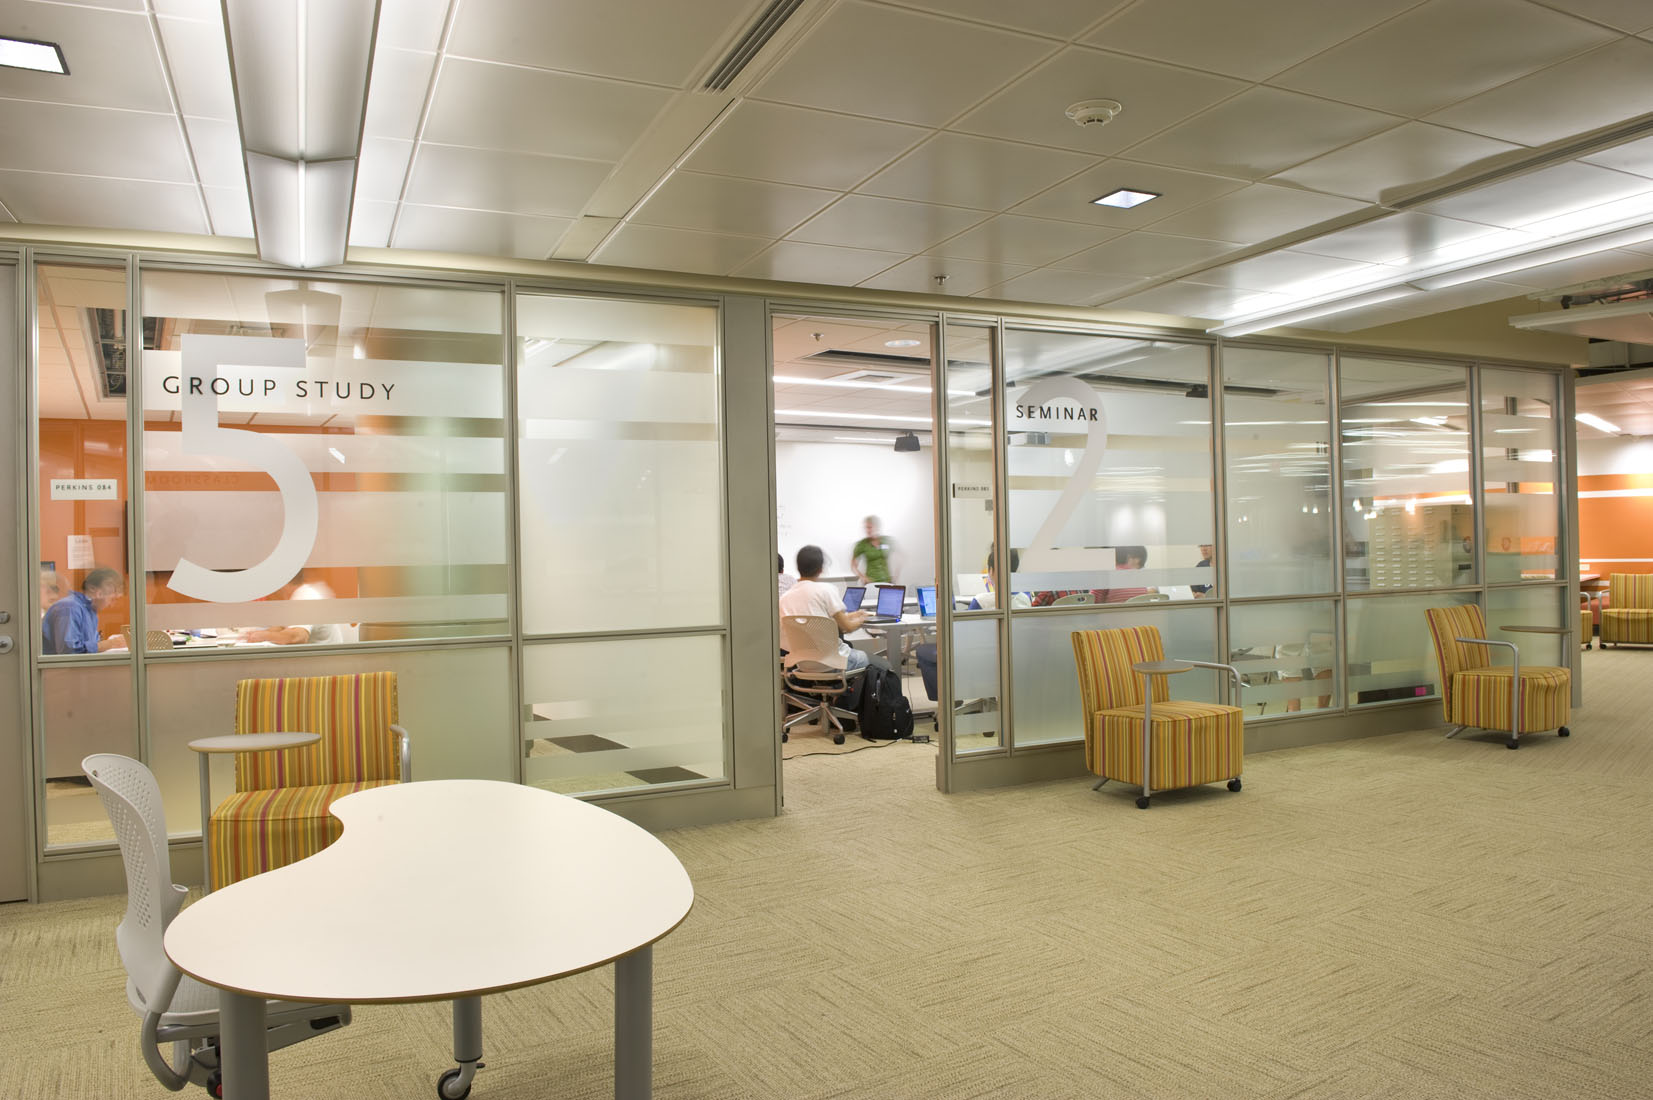 GROUP STUDY
5
PERKINS 084
SEMINAR
2